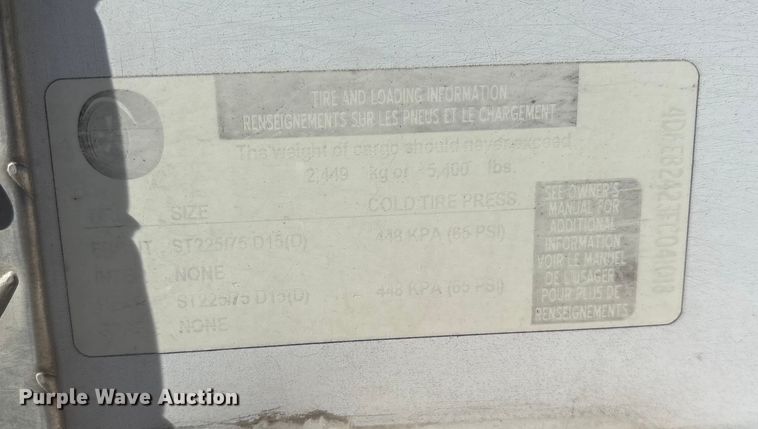 TIRE AND LOADING INFORMATION
RENSEIGNEMENTS SUR LES PNEUS ET LE CHARGEMENT
The weight of cargo should never exceed
2,449 kg or 5,400 lbs.
SIZE COLD TIRE PRESS.
ST225/75 D15(D) 448 KPA (65 PSI)
NONE
ST225/75 D15(D) 448 KPA (65 PSI)
NONE
SEE OWNER'S
MANUAL FOR
ADDITIONAL
INFORMATION
VOIR LE MANUEL
DE L'USAGER
POUR PLUS DE
RENSEIGNEMENTS
Purple Wave Auction